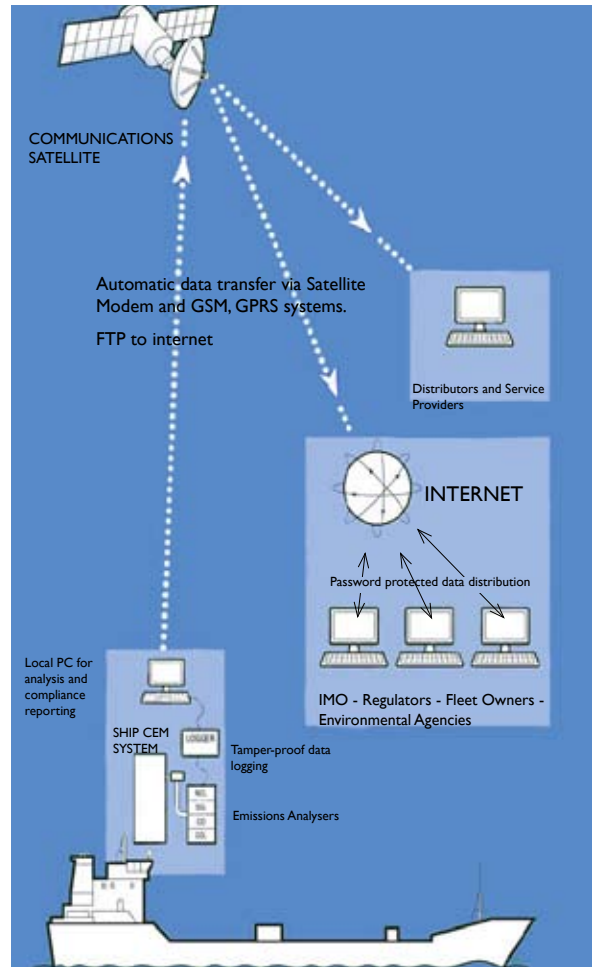 COMMUNICATIONS
SATELLITE
Automatic data transfer via Satellite
Modem and GSM, GPRS systems.
FTP to internet
Distributors and Service
Providers
INTERNET
Password protected data distribution
IMO - Regulators - Fleet Owners -
Environmental Agencies
Local PC for
analysis and
compliance
reporting
SHIP CEM
SYSTEM
LOGGER
Tamper-proof data
logging
Emissions Analysers